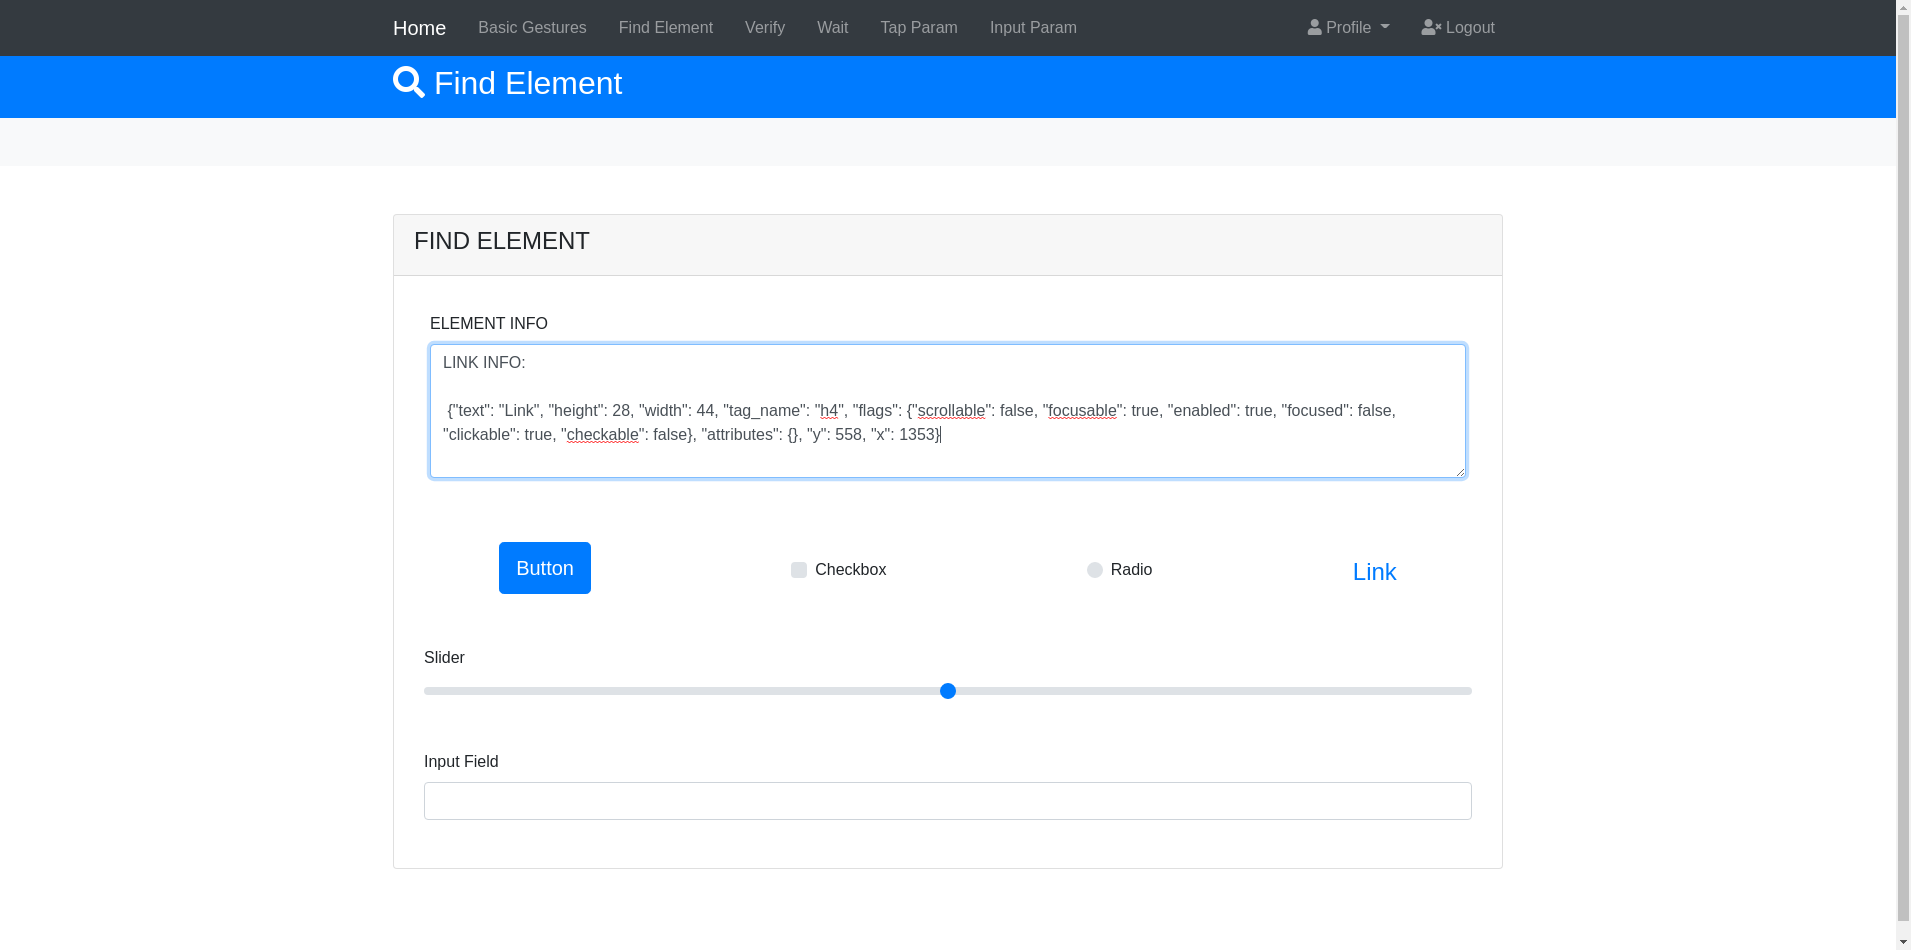 Home Basic Gestures Find Element Verify Wait Tap Param Input Param Profile Logout
Find Element
FIND ELEMENT
ELEMENT INFO
LINK INFO:
{"text": "Link", "height": 28, "width": 44, "tag_name": "h4", "flags": {"scrollable": false, "focusable": true, "enabled": true, "focused": false,
"clickable": true, "checkable": false}, "attributes": {}, "y": 558, "x": 1353}
Button Checkbox Radio Link
Slider
Input Field